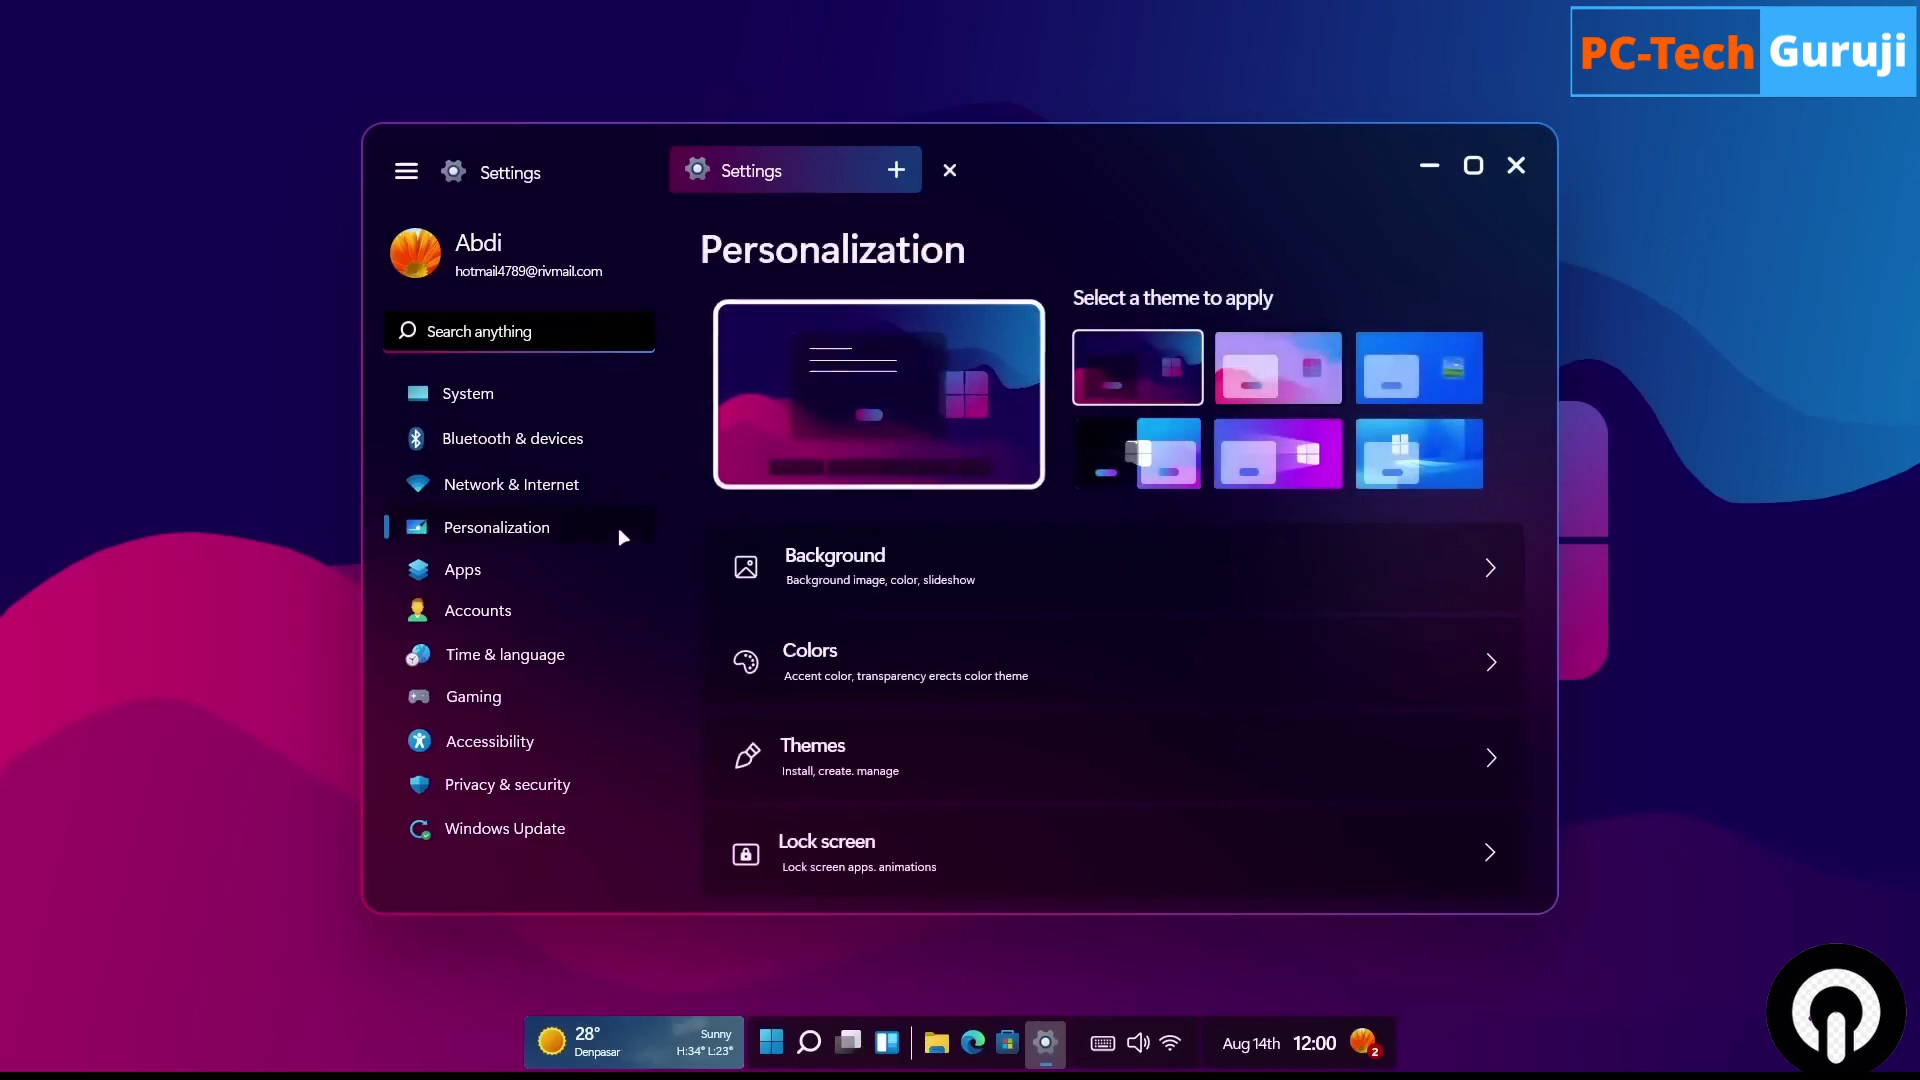 PC-Tech Guruji
Settings
Settings
Abdi
hotmail4789@rivmail.com
Search anything
System
Bluetooth & devices
Network & Internet
Personalization
Apps
Accounts
Time & language
Gaming
Accessibility
Privacy & security
Windows Update
Personalization
Select a theme to apply
Background
Background image, color, slideshow
Colors
Accent color, transparency erects color theme
Themes
Install, create. manage
Lock screen
Lock screen apps. animations
28° Sunny
Denpasar H:34° L:23°
Aug 14th 12:00
2